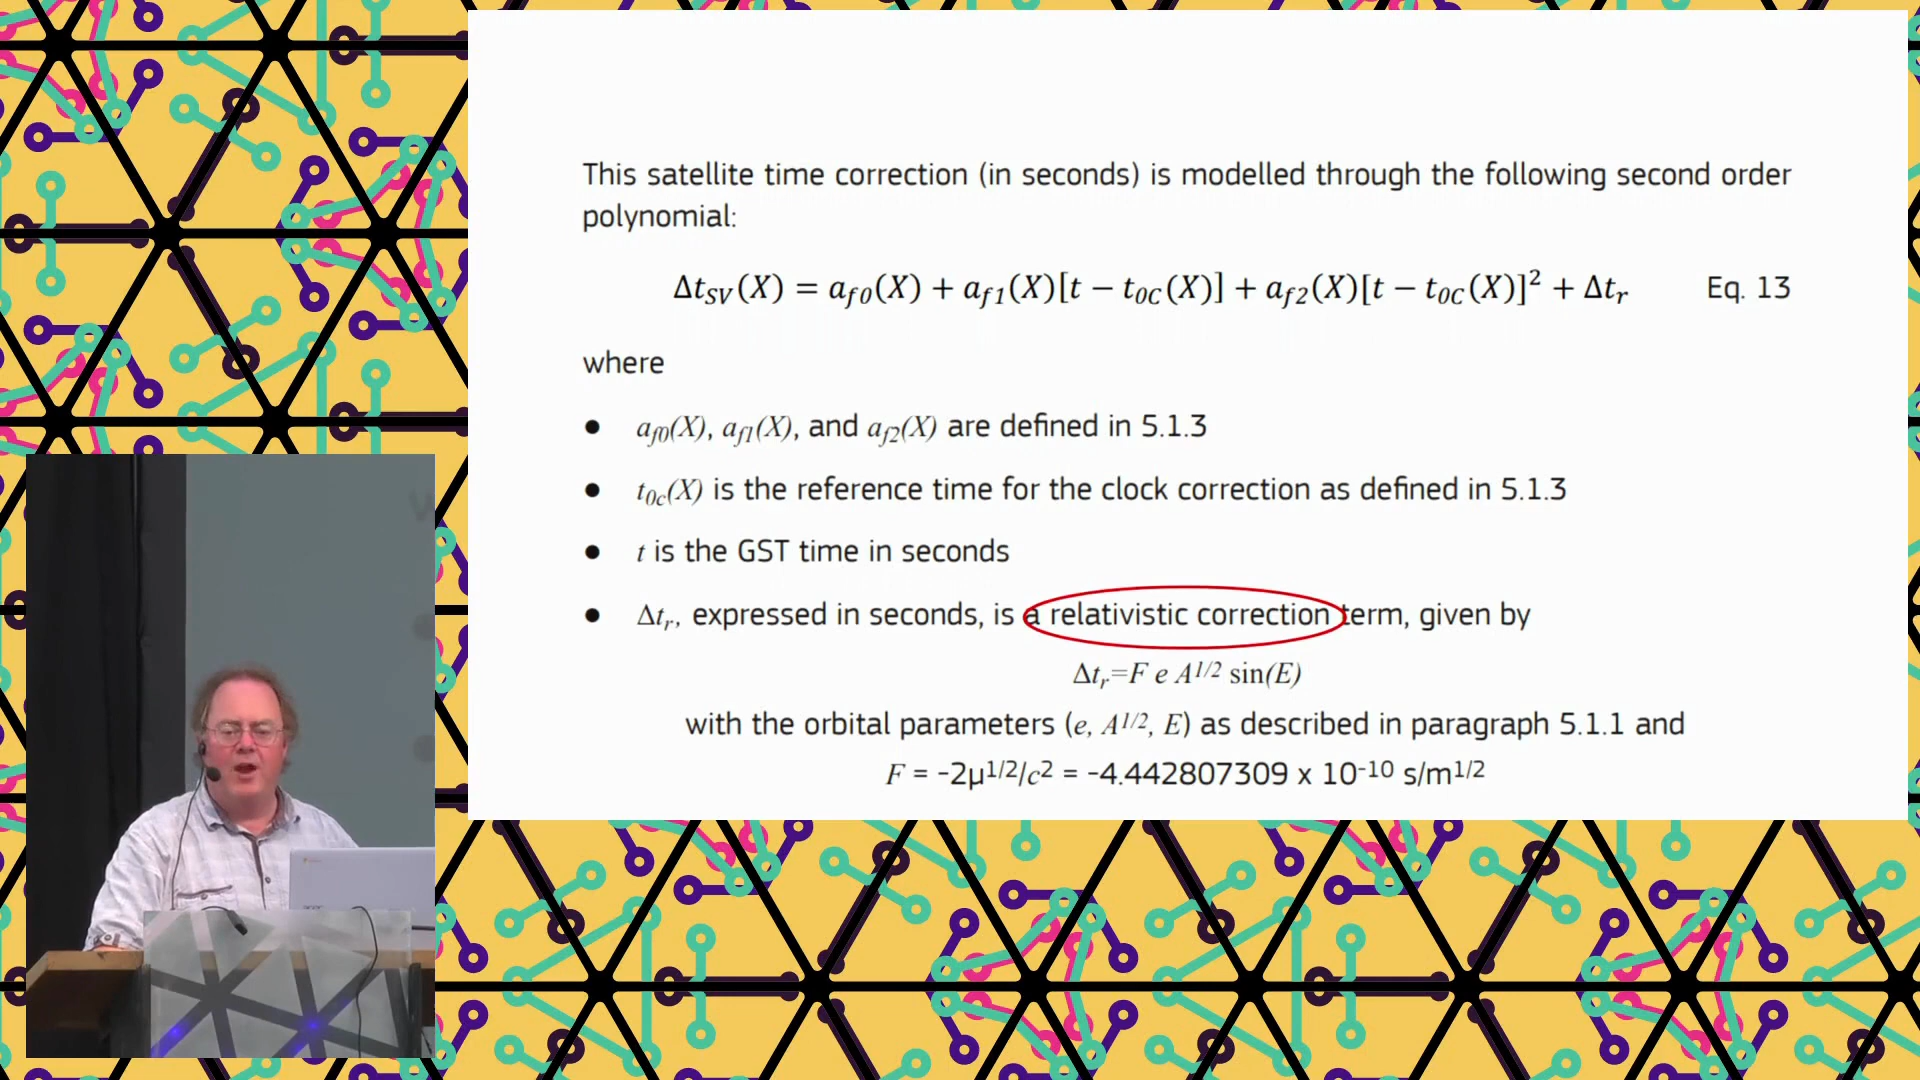 This satellite time correction (in seconds) is modelled through the following second order
polynomial:
Δt_SV(X) = a_f0(X) + a_f1(X)[t − t_0C(X)] + a_f2(X)[t − t_0C(X)]² + Δt_r Eq. 13
where
● a_f0(X), a_f1(X), and a_f2(X) are defined in 5.1.3
● t_0c(X) is the reference time for the clock correction as defined in 5.1.3
● t is the GST time in seconds
● Δt_r, expressed in seconds, is a relativistic correction term, given by
Δt_r=F e A^1/2 sin(E)
with the orbital parameters (e, A^1/2, E) as described in paragraph 5.1.1 and
F = -2μ^1/2/c² = -4.442807309 x 10^-10 s/m^1/2